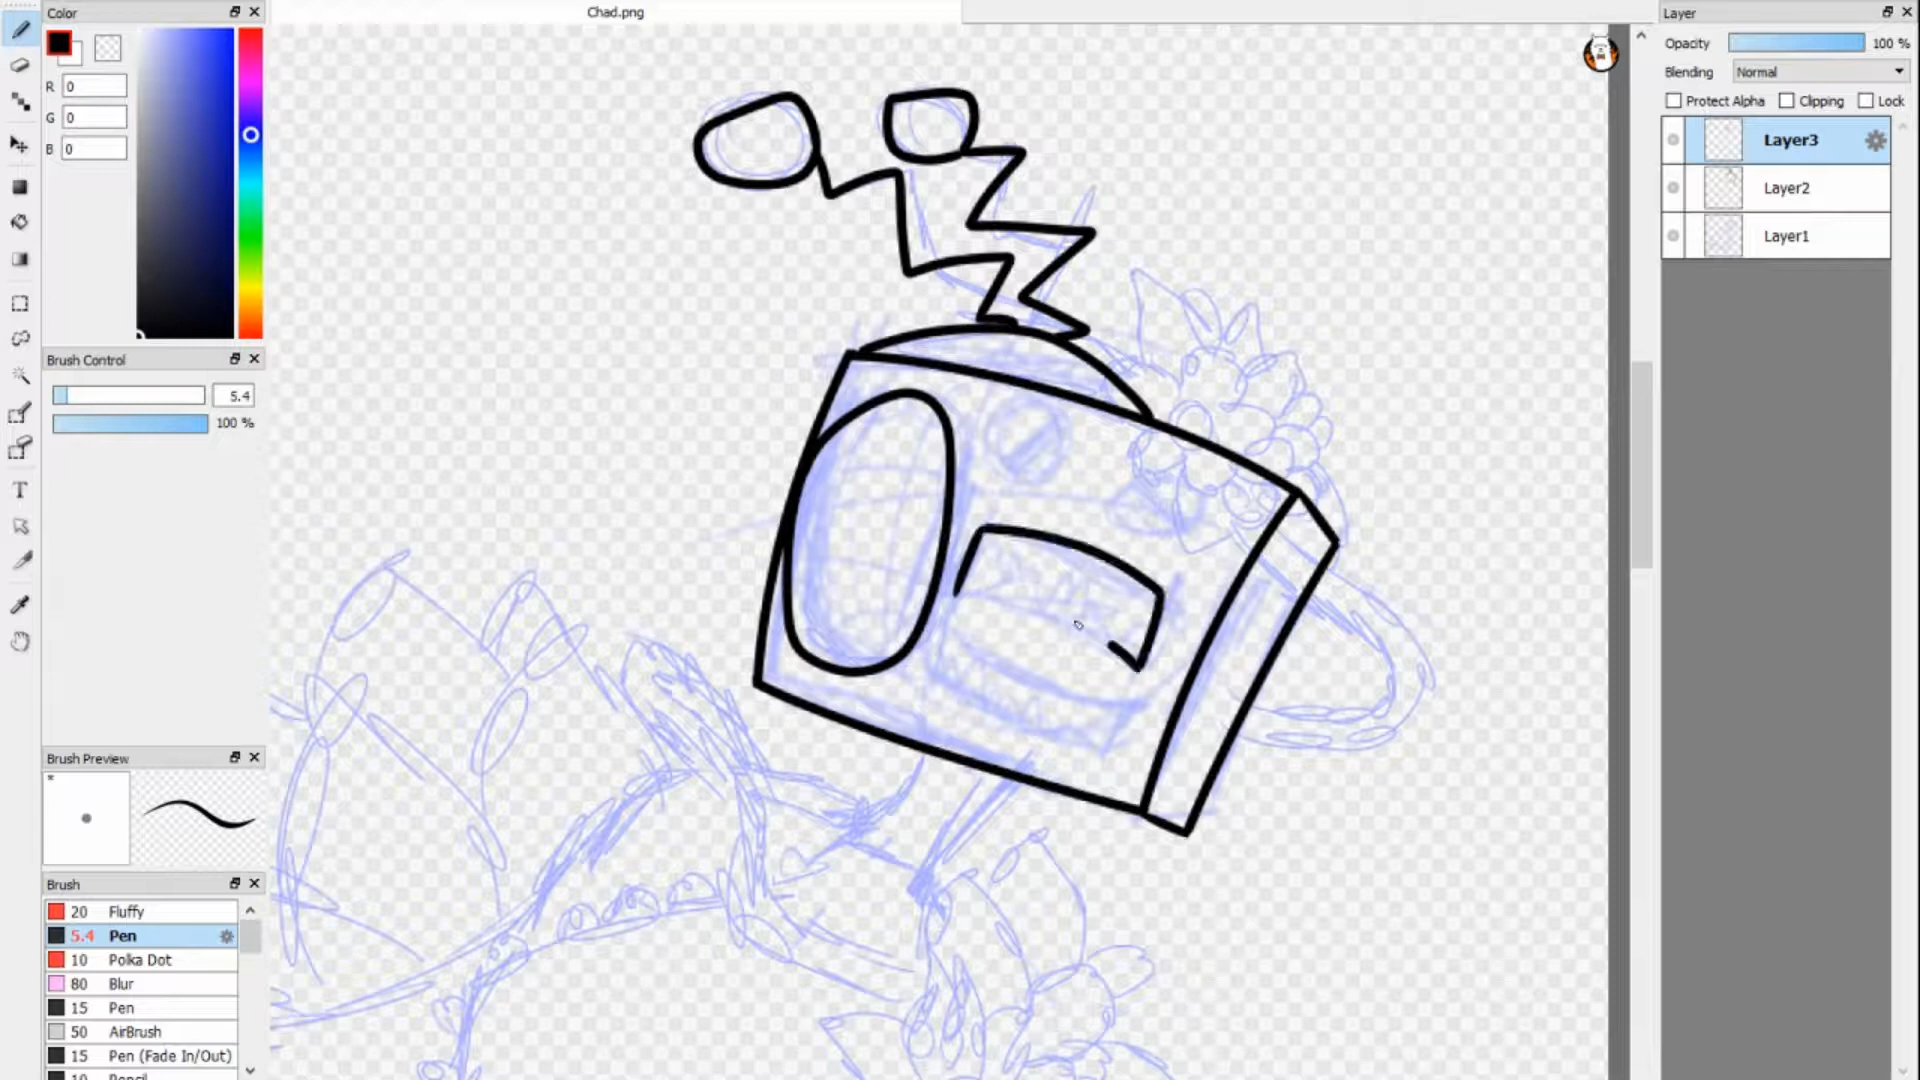 Color
Chad.png
Layer
R 0
G 0
B 0
Opacity 100 %
Blending Normal
Protect Alpha Clipping Lock
Layer3
Layer2
Layer1
Brush Control
5.4
100 %
Brush Preview
*
Brush
20 Fluffy
5.4 Pen
10 Polka Dot
80 Blur
15 Pen
50 AirBrush
15 Pen (Fade In/Out)
10 Pencil
T